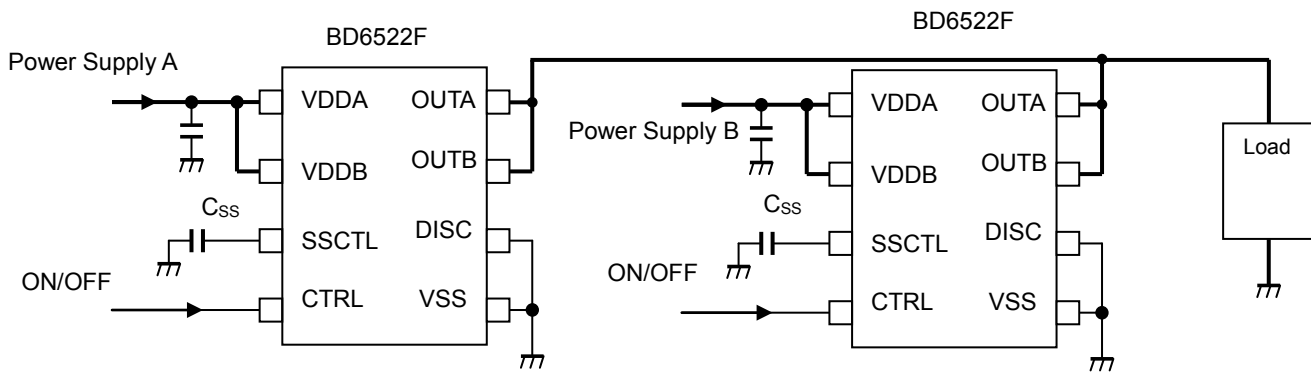 BD6522F
Power Supply A
VDDA OUTA
VDDB OUTB
CSS
SSCTL DISC
ON/OFF
CTRL VSS
BD6522F
Power Supply B
VDDA OUTA
VDDB OUTB
CSS
SSCTL DISC
ON/OFF
CTRL VSS
Load